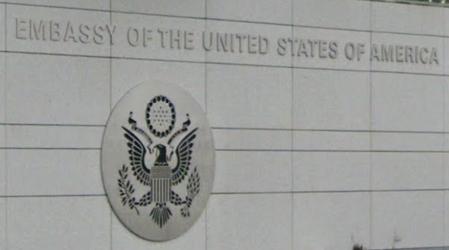 EMBASSY OF THE UNITED STATES OF AMERICA